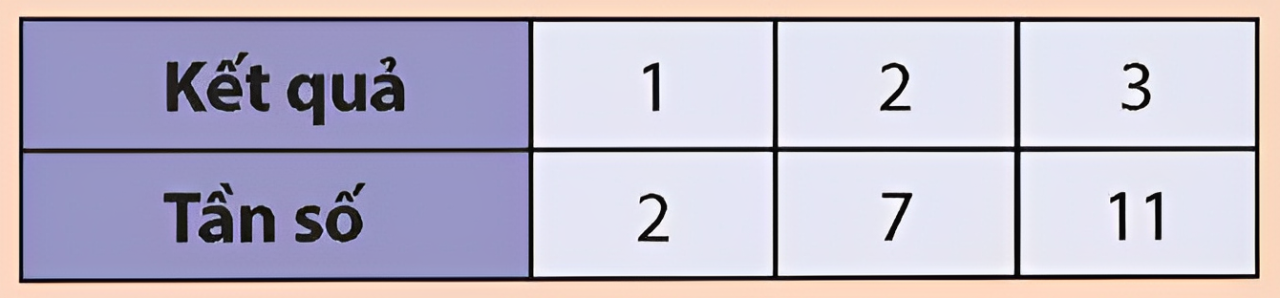 Kết quả 1 2 3
Tần số 2 7 11